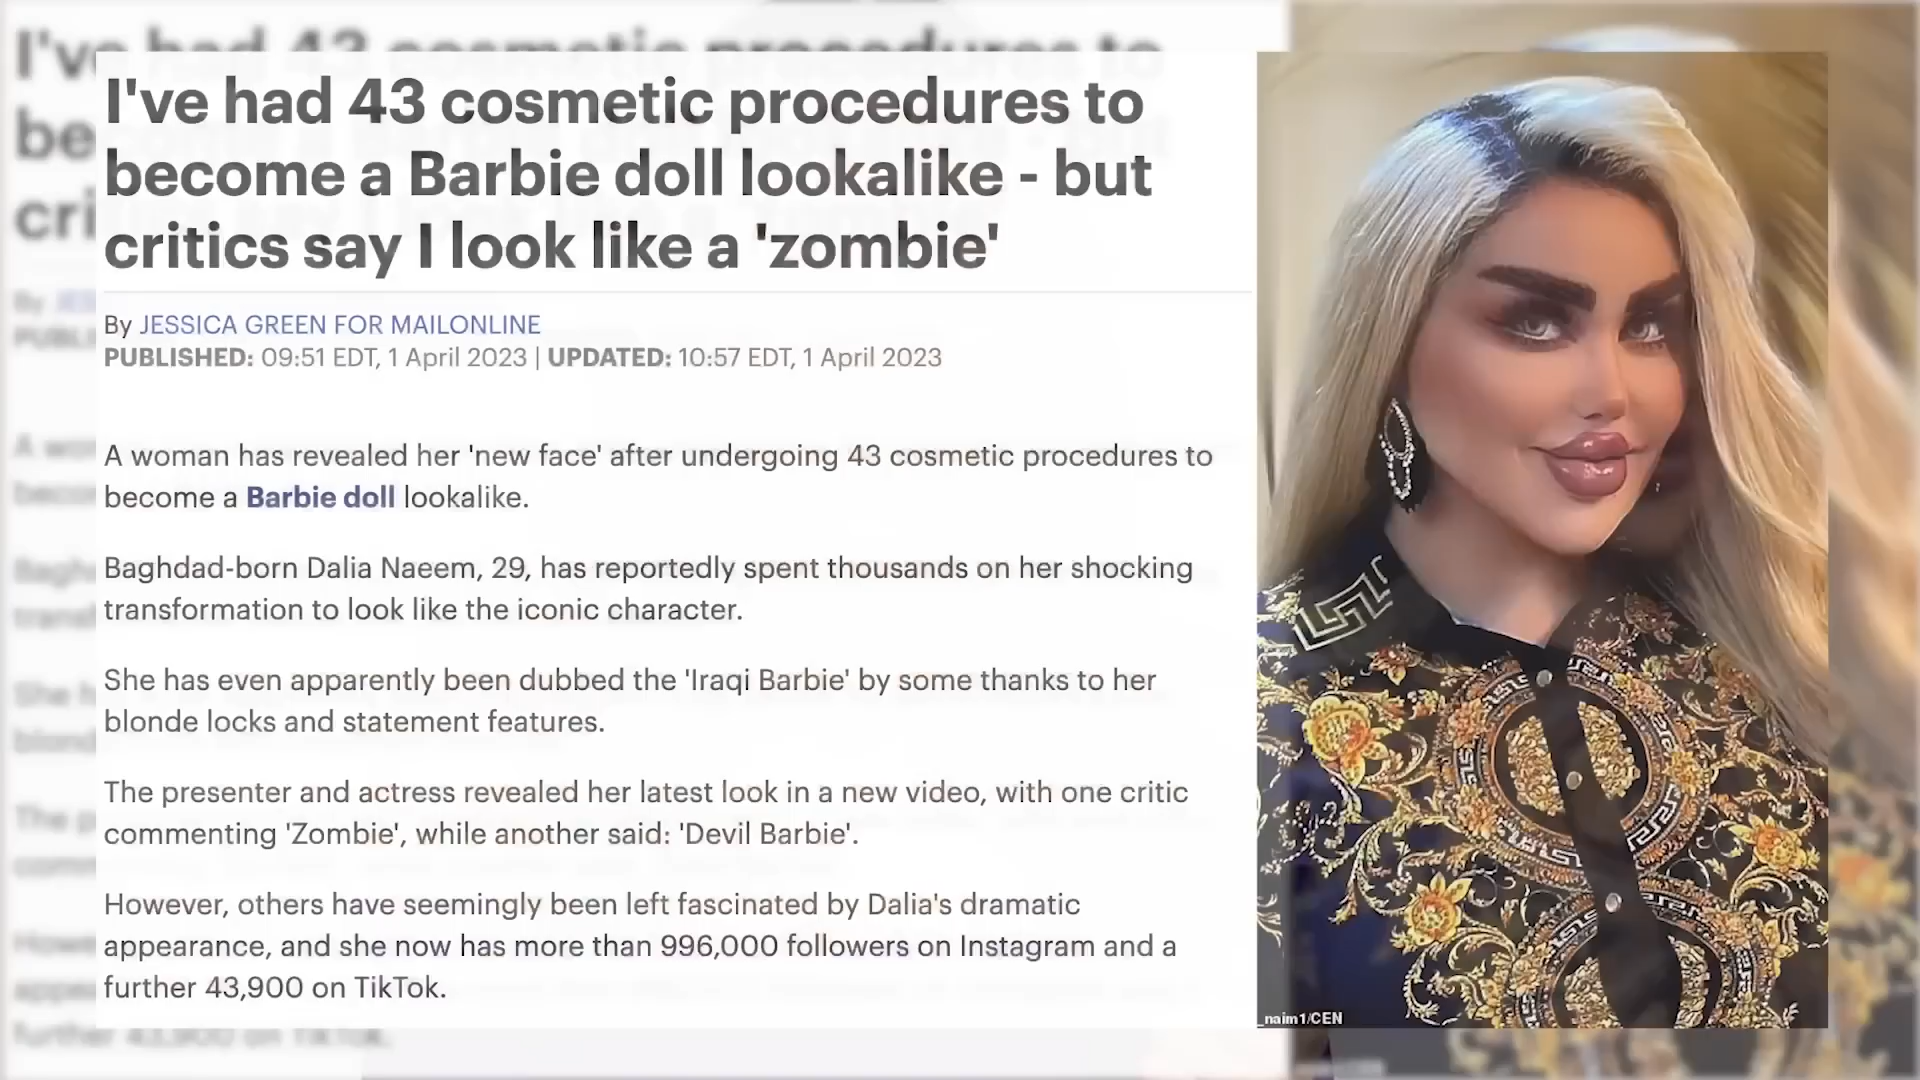 I've had 43 cosmetic procedures to
become a Barbie doll lookalike - but
critics say I look like a 'zombie'
By JESSICA GREEN FOR MAILONLINE
PUBLISHED: 09:51 EDT, 1 April 2023 | UPDATED: 10:57 EDT, 1 April 2023
A woman has revealed her 'new face' after undergoing 43 cosmetic procedures to
become a Barbie doll lookalike.
Baghdad-born Dalia Naeem, 29, has reportedly spent thousands on her shocking
transformation to look like the iconic character.
She has even apparently been dubbed the 'Iraqi Barbie' by some thanks to her
blonde locks and statement features.
The presenter and actress revealed her latest look in a new video, with one critic
commenting 'Zombie', while another said: 'Devil Barbie'.
However, others have seemingly been left fascinated by Dalia's dramatic
appearance, and she now has more than 996,000 followers on Instagram and a
further 43,900 on TikTok.
_naim1/CEN